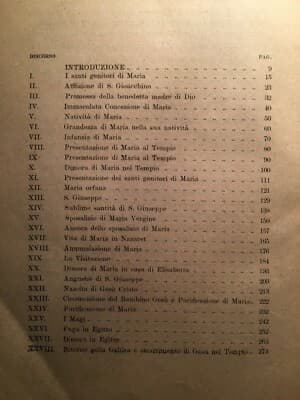 DISCORSO PAG.
INTRODUZIONE 9
I. I santi genitori di Maria 15
II. Afflizione di S. Gioacchino 23
III. Promessa della benedetta madre di Dio 32
IV. Immacolata Concezione di Maria 40
V. Natività di Maria 50
VI. Grandezza di Maria nella sua natività 60
VII. Infanzia di Maria 70
VIII. Presentazione di Maria al Tempio 80
IX. Presentazione di Maria al Tempio 90
X. Dimora di Maria nel Tempio 100
XI. Presentazione dei santi genitori di Maria 111
XII. Maria orfana 121
XIII. S. Giuseppe 129
XIV. Sublime santità di S. Giuseppe 138
XV. Sposalizio di Maria Vergine 156
XVI. Ancora dello sposalizio di Maria 157
XVII. Vita di Maria in Nazaret 165
XVIII. Annunciazione di Maria 176
XIX. La Visitazione 184
XX. Dimora di Maria in casa di Elisabetta 196
XXI. Angustie di S. Giuseppe 203
XXII. Nascita di Gesù Cristo 213
XXIII. Circoncisione del Bambino Gesù e Purificazione di Maria 222
XXIV. Purificazione di Maria 232
XXV. I Magi 242
XXVI. Fuga in Egitto 252
XXVII. Dimora in Egitto 263
XXVIII. Ritorno nella Galilea e smarrimento di Gesù nel Tempio 273